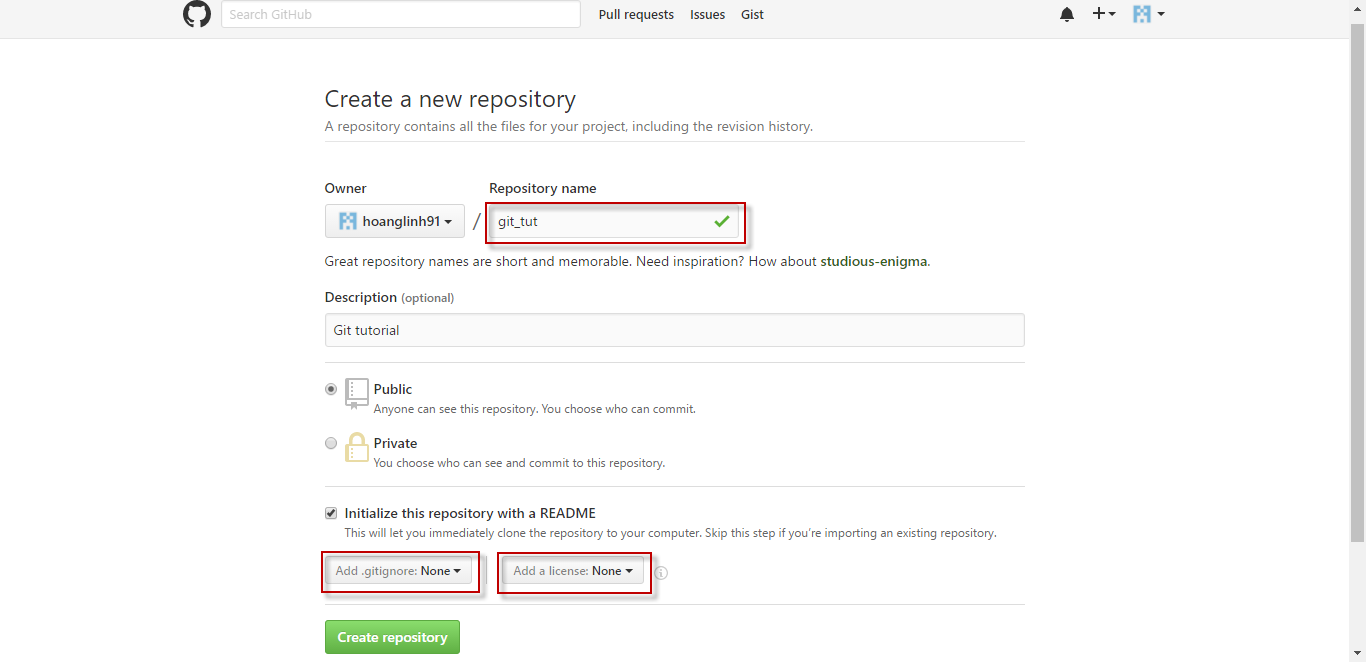 Search GitHub Pull requests Issues Gist
Create a new repository
A repository contains all the files for your project, including the revision history.
Owner Repository name
hoanglinh91 / git_tut
Great repository names are short and memorable. Need inspiration? How about studious-enigma.
Description (optional)
Git tutorial
Public
Anyone can see this repository. You choose who can commit.
Private
You choose who can see and commit to this repository.
Initialize this repository with a README
This will let you immediately clone the repository to your computer. Skip this step if you're importing an existing repository.
Add .gitignore: None Add a license: None
Create repository